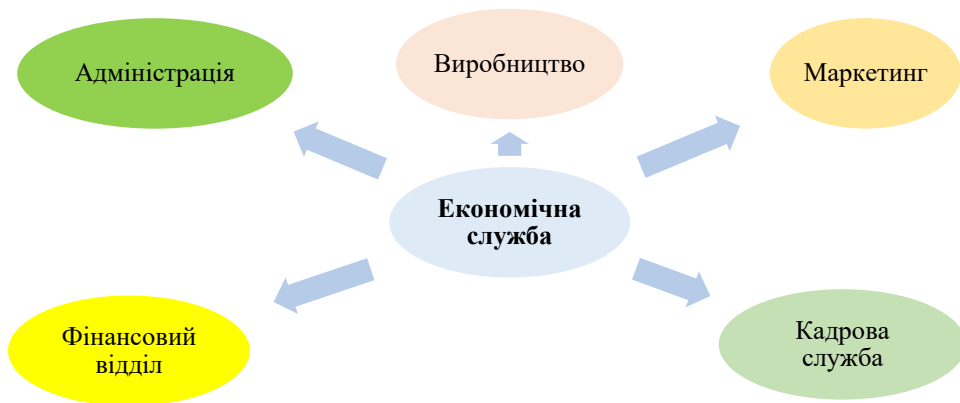 Адміністрація
Виробництво
Маркетинг
Економічна
служба
Фінансовий
відділ
Кадрова
служба